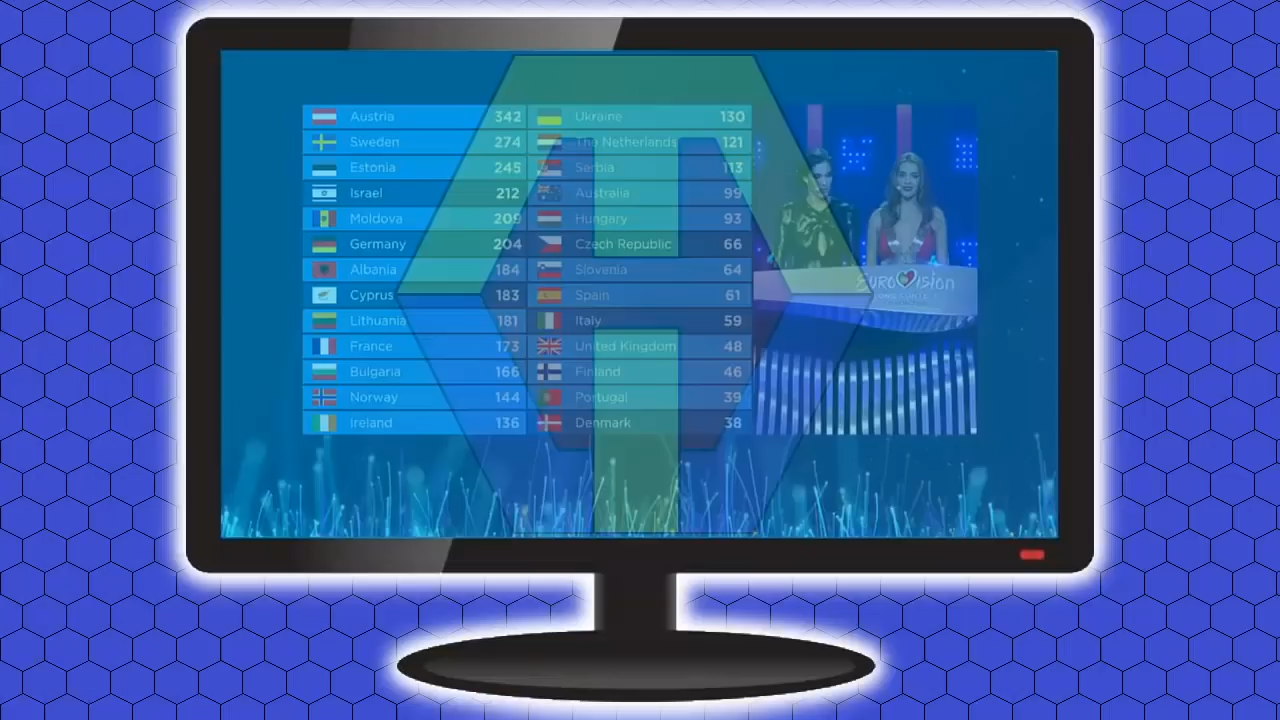 Austria 342 Ukraine 130
Sweden 274 The Netherlands 121
Estonia 245 Serbia 113
Israel 212 Australia 99
Moldova 209 Hungary 93
Germany 204 Czech Republic 66
Albania 184 Slovenia 64
Cyprus 183 Spain 61
Lithuania 181 Italy 59
France 173 United Kingdom 48
Bulgaria 166 Finland 46
Norway 144 Portugal 39
Ireland 136 Denmark 38
EUROVISION